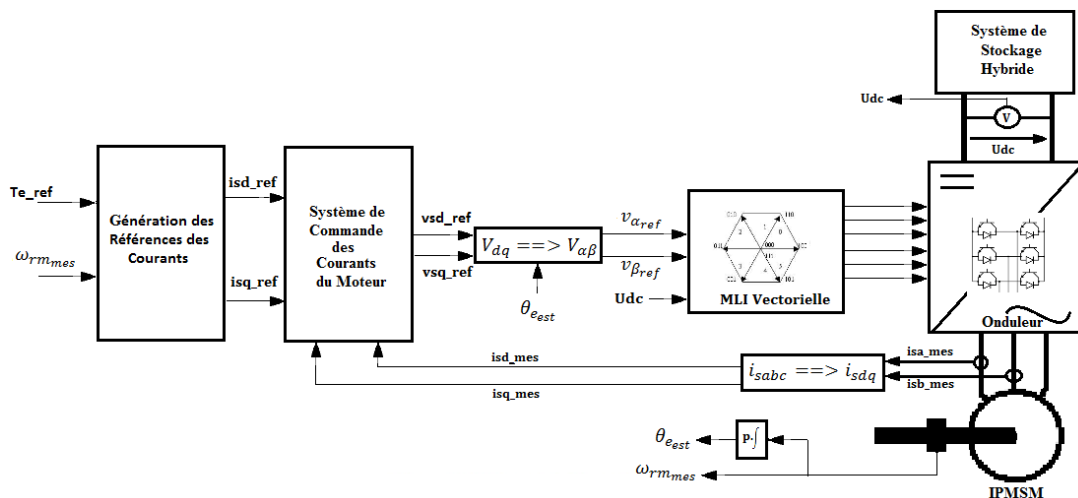 Système de
Stockage
Hybride
Udc
V
Udc
Te_ref
ω_rm_mes
Génération des
Références des
Courants
isd_ref
isq_ref
Système de
Commande
des
Courants
du Moteur
vsd_ref
vsq_ref
V_dq ==> V_αβ
θ_e_est
v_α_ref
v_β_ref
Udc
000
MLI Vectorielle
Onduleur
isd_mes
isq_mes
i_sabc ==> i_sdq
isa_mes
isb_mes
θ_e_est
p.∫
ω_rm_mes
IPMSM